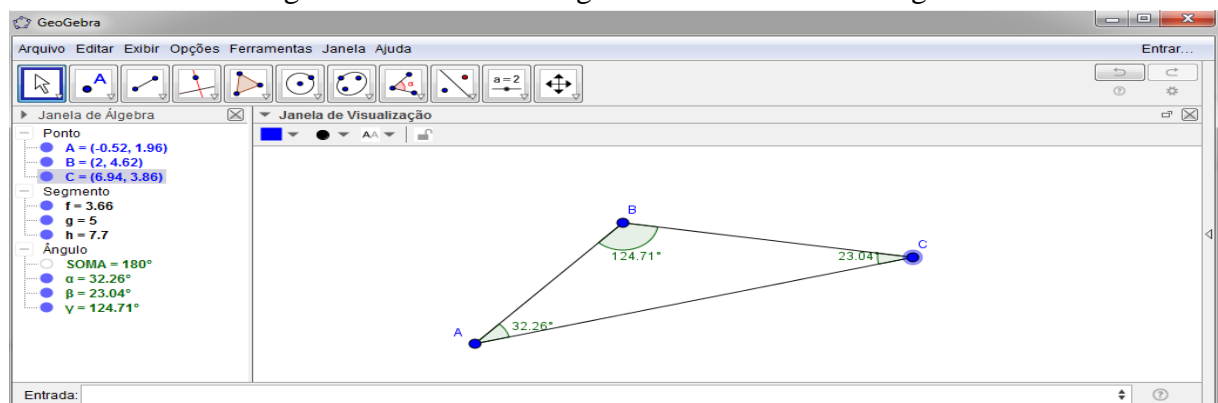 GeoGebra
Arquivo Editar Exibir Opções Ferramentas Janela Ajuda Entrar...
A α a = 2
Janela de Álgebra
Janela de Visualização
AA
Ponto
A = (-0.52, 1.96)
B = (2, 4.62)
C = (6.94, 3.86)
Segmento
f = 3.66
g = 5
h = 7.7
Ângulo
SOMA = 180°
α = 32.26°
β = 23.04°
γ = 124.71°
B
124.71°
23.04
C
A
32.26°
Entrada: